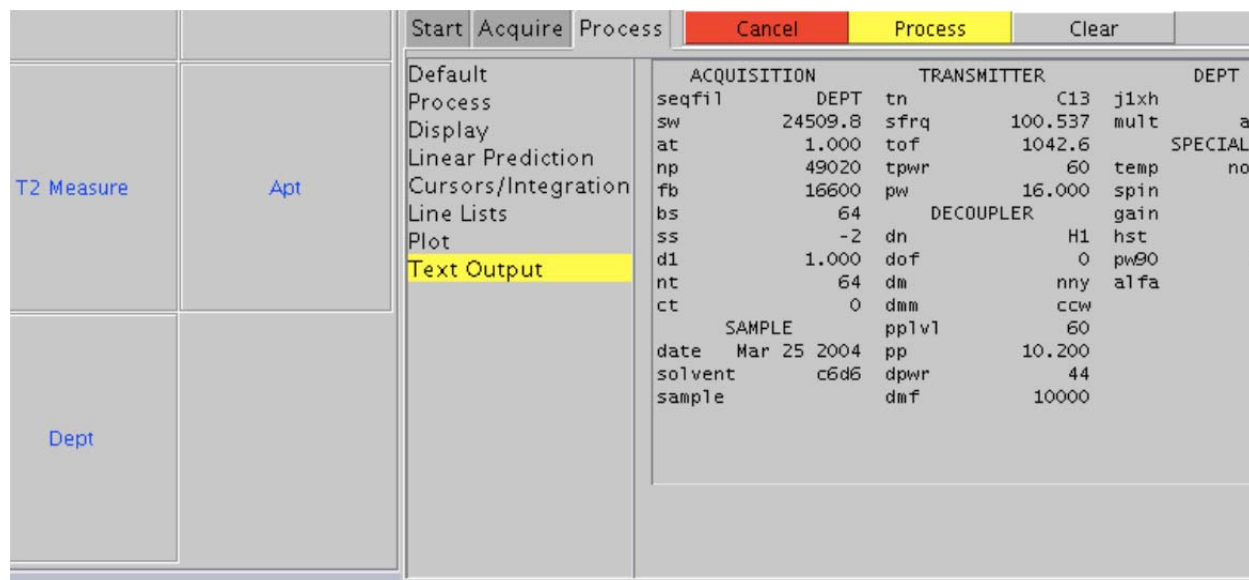 Start Acquire Process Cancel Process Clear
T2 Measure Apt
Dept
Default
Process
Display
Linear Prediction
Cursors/Integration
Line Lists
Plot
Text Output
ACQUISITION TRANSMITTER DEPT
seqfil DEPT tn C13 j1xh
sw 24509.8 sfrq 100.537 mult a
at 1.000 tof 1042.6 SPECIAL
np 49020 tpwr 60 temp no
fb 16600 pw 16.000 spin
bs 64 DECOUPLER gain
ss -2 dn H1 hst
d1 1.000 dof 0 pw90
nt 64 dm nny alfa
ct 0 dmm ccw
SAMPLE pplvl 60
date Mar 25 2004 pp 10.200
solvent c6d6 dpwr 44
sample dmf 10000